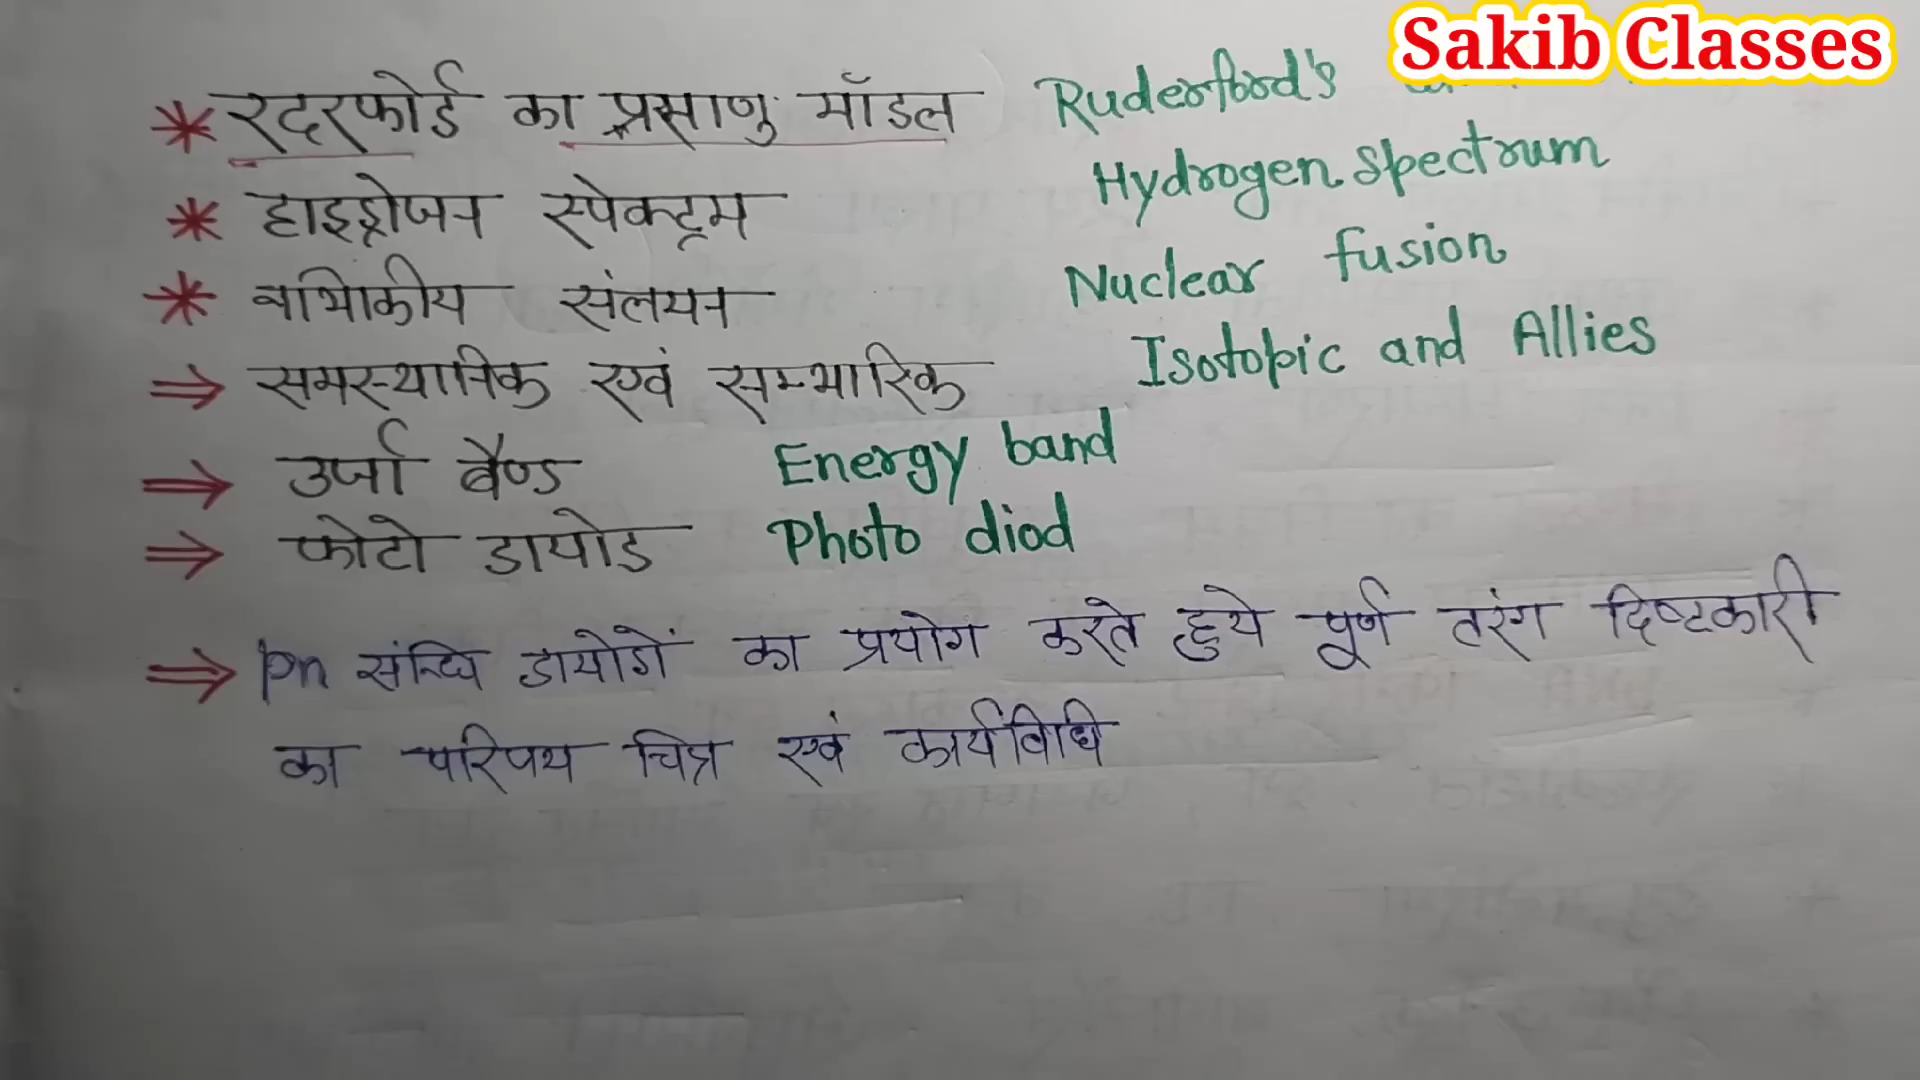 Sakib Classes
रदरफोर्ड का प्रमाणु मॉडल Ruderford's
हाइड्रोजन स्पेक्ट्रम Hydrogen Spectrum
नाभिकीय संलयन Nuclear fusion
समस्थानिक एवं सम्भारिक Isotopic and Allies
उर्जा बैण्ड Energy band
फोटो डायोड Photo diod
pn संन्धि डायोडों का प्रयोग करते हुये पूर्ण तरंग दिष्टकारी
का परिपथ चित्र एवं कार्यविधि